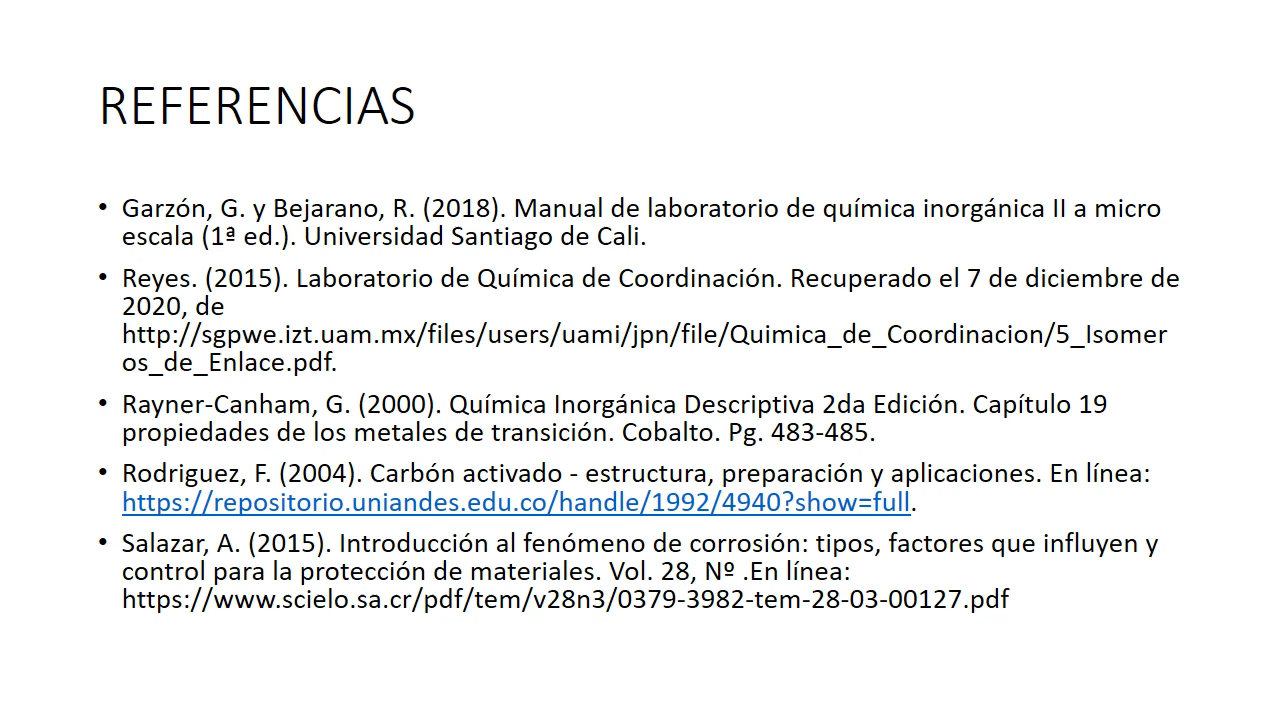 REFERENCIAS
• Garzón, G. y Bejarano, R. (2018). Manual de laboratorio de química inorgánica II a micro
escala (1ª ed.). Universidad Santiago de Cali.
• Reyes. (2015). Laboratorio de Química de Coordinación. Recuperado el 7 de diciembre de
2020, de
http://sgpwe.izt.uam.mx/files/users/uami/jpn/file/Quimica_de_Coordinacion/5_Isomer
os_de_Enlace.pdf.
• Rayner-Canham, G. (2000). Química Inorgánica Descriptiva 2da Edición. Capítulo 19
propiedades de los metales de transición. Cobalto. Pg. 483-485.
• Rodriguez, F. (2004). Carbón activado - estructura, preparación y aplicaciones. En línea:
https://repositorio.uniandes.edu.co/handle/1992/4940?show=full.
• Salazar, A. (2015). Introducción al fenómeno de corrosión: tipos, factores que influyen y
control para la protección de materiales. Vol. 28, Nº .En línea:
https://www.scielo.sa.cr/pdf/tem/v28n3/0379-3982-tem-28-03-00127.pdf